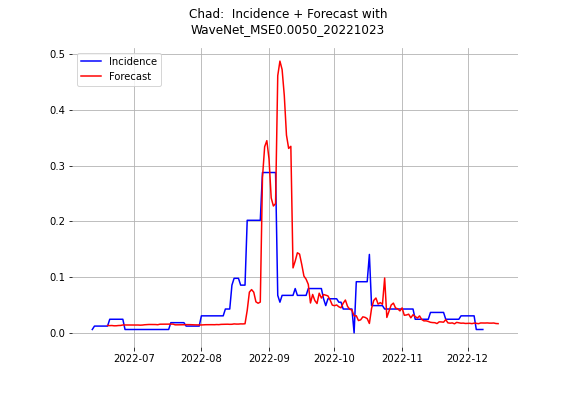 Chad:  Incidence + Forecast with
WaveNet_MSE0.0050_20221023
Incidence
Forecast
0.5
0.4
0.3
0.2
0.1
0.0
2022-07 2022-08 2022-09 2022-10 2022-11 2022-12